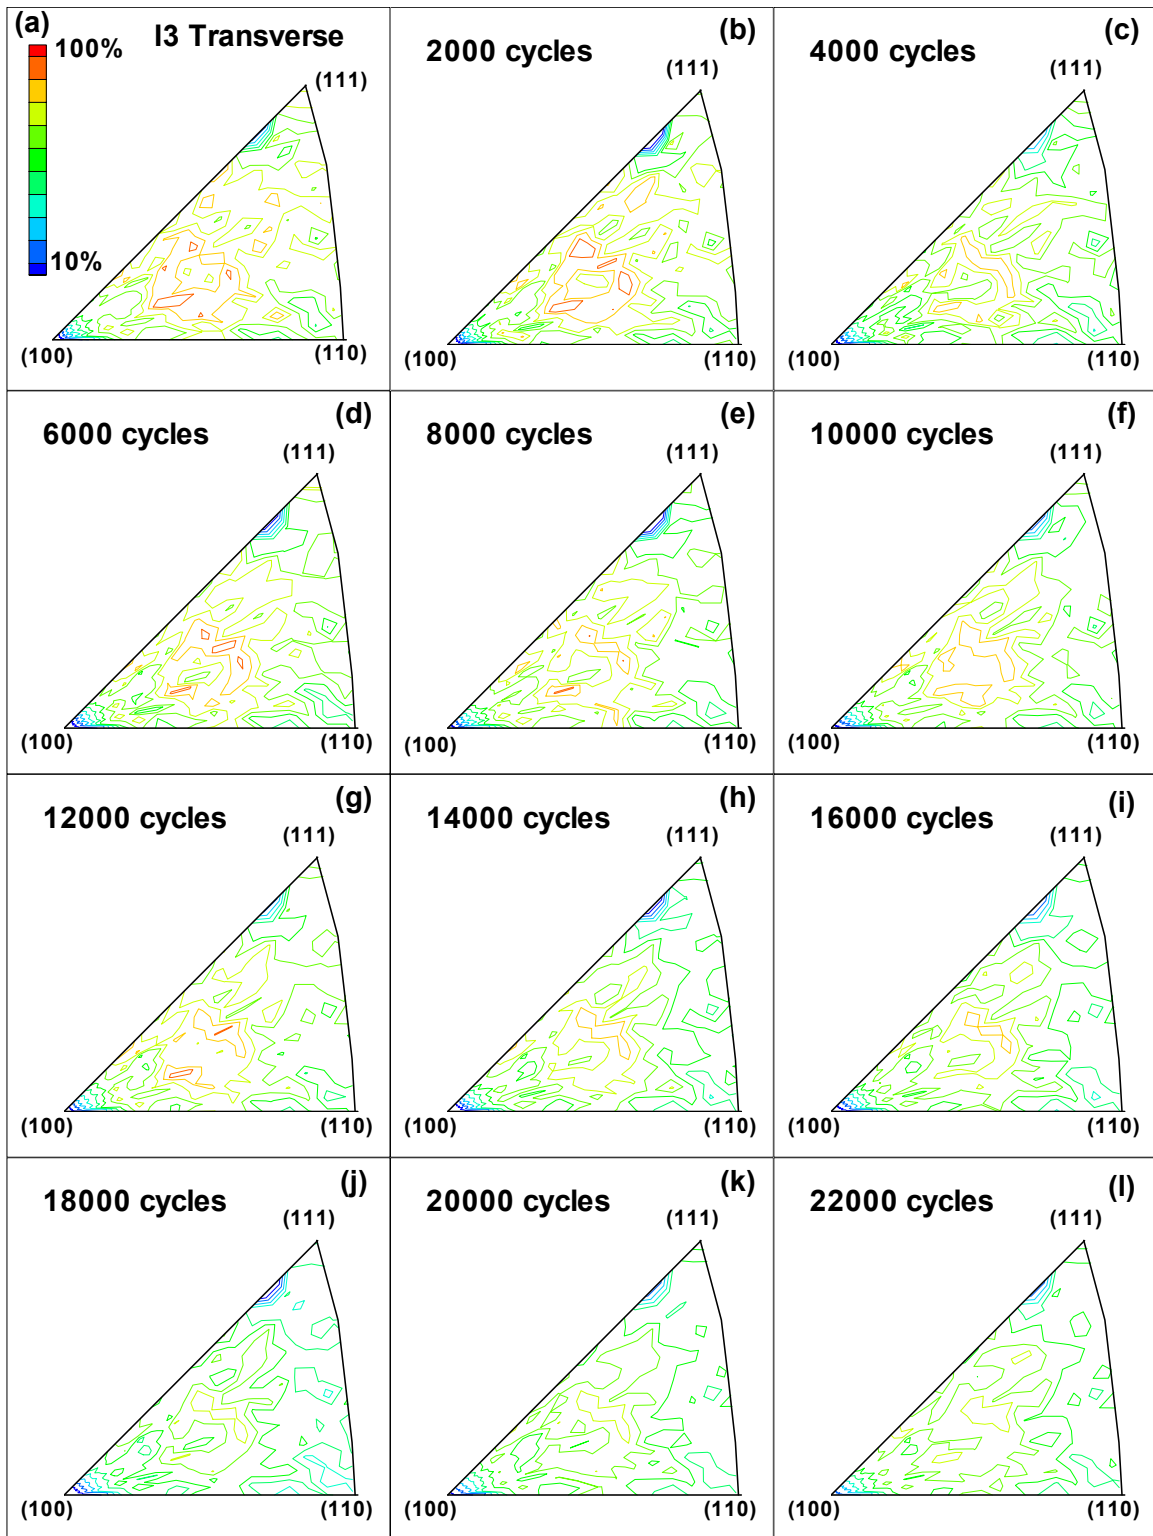 (a)
I3 Transverse
100%
10%
(111)
(100)
(110)
(b)
2000 cycles
(111)
(100)
(110)
(c)
4000 cycles
(111)
(100)
(110)
(d)
6000 cycles
(111)
(100)
(110)
(e)
8000 cycles
(111)
(100)
(110)
(f)
10000 cycles
(111)
(100)
(110)
(g)
12000 cycles
(111)
(100)
(110)
(h)
14000 cycles
(111)
(100)
(110)
(i)
16000 cycles
(111)
(100)
(110)
(j)
18000 cycles
(111)
(100)
(110)
(k)
20000 cycles
(111)
(100)
(110)
(l)
22000 cycles
(111)
(100)
(110)